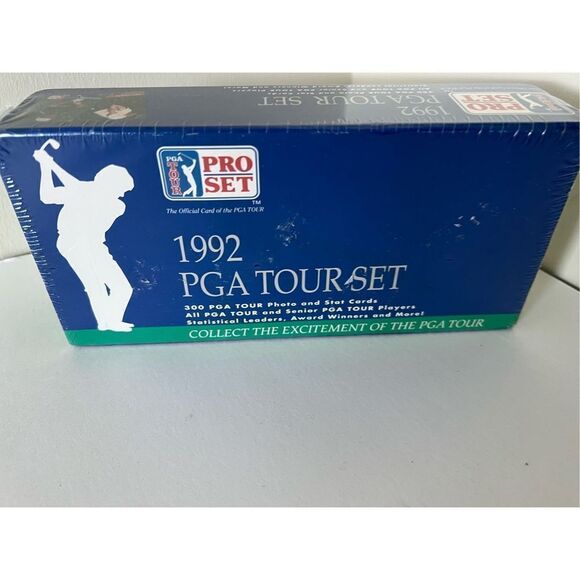 1992
PGA TOUR SET
PRO
SET
PGA
TOUR
PRO
SET
TM
The Official Card of the PGA TOUR
1992
PGA TOUR SET
300 PGA TOUR Photo and Stat Cards
All PGA TOUR and Senior PGA TOUR Players
Statistical Leaders, Award Winners and More!
COLLECT THE EXCITEMENT OF THE PGA TOUR